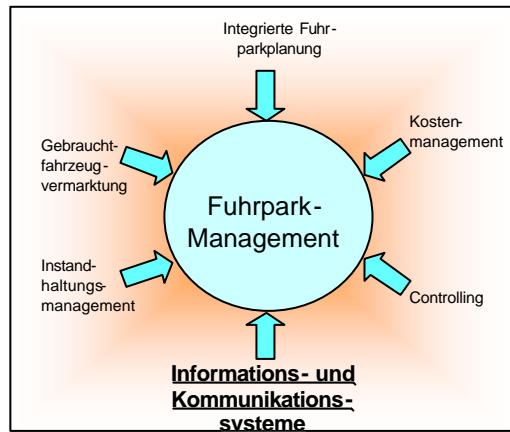 Integrierte Fuhr-
parkplanung
Kosten-
management
Gebraucht-
fahrzeug-
vermarktung
Fuhrpark-
Management
Instand-
haltungs-
management
Controlling
Informations- und
Kommunikations-
systeme